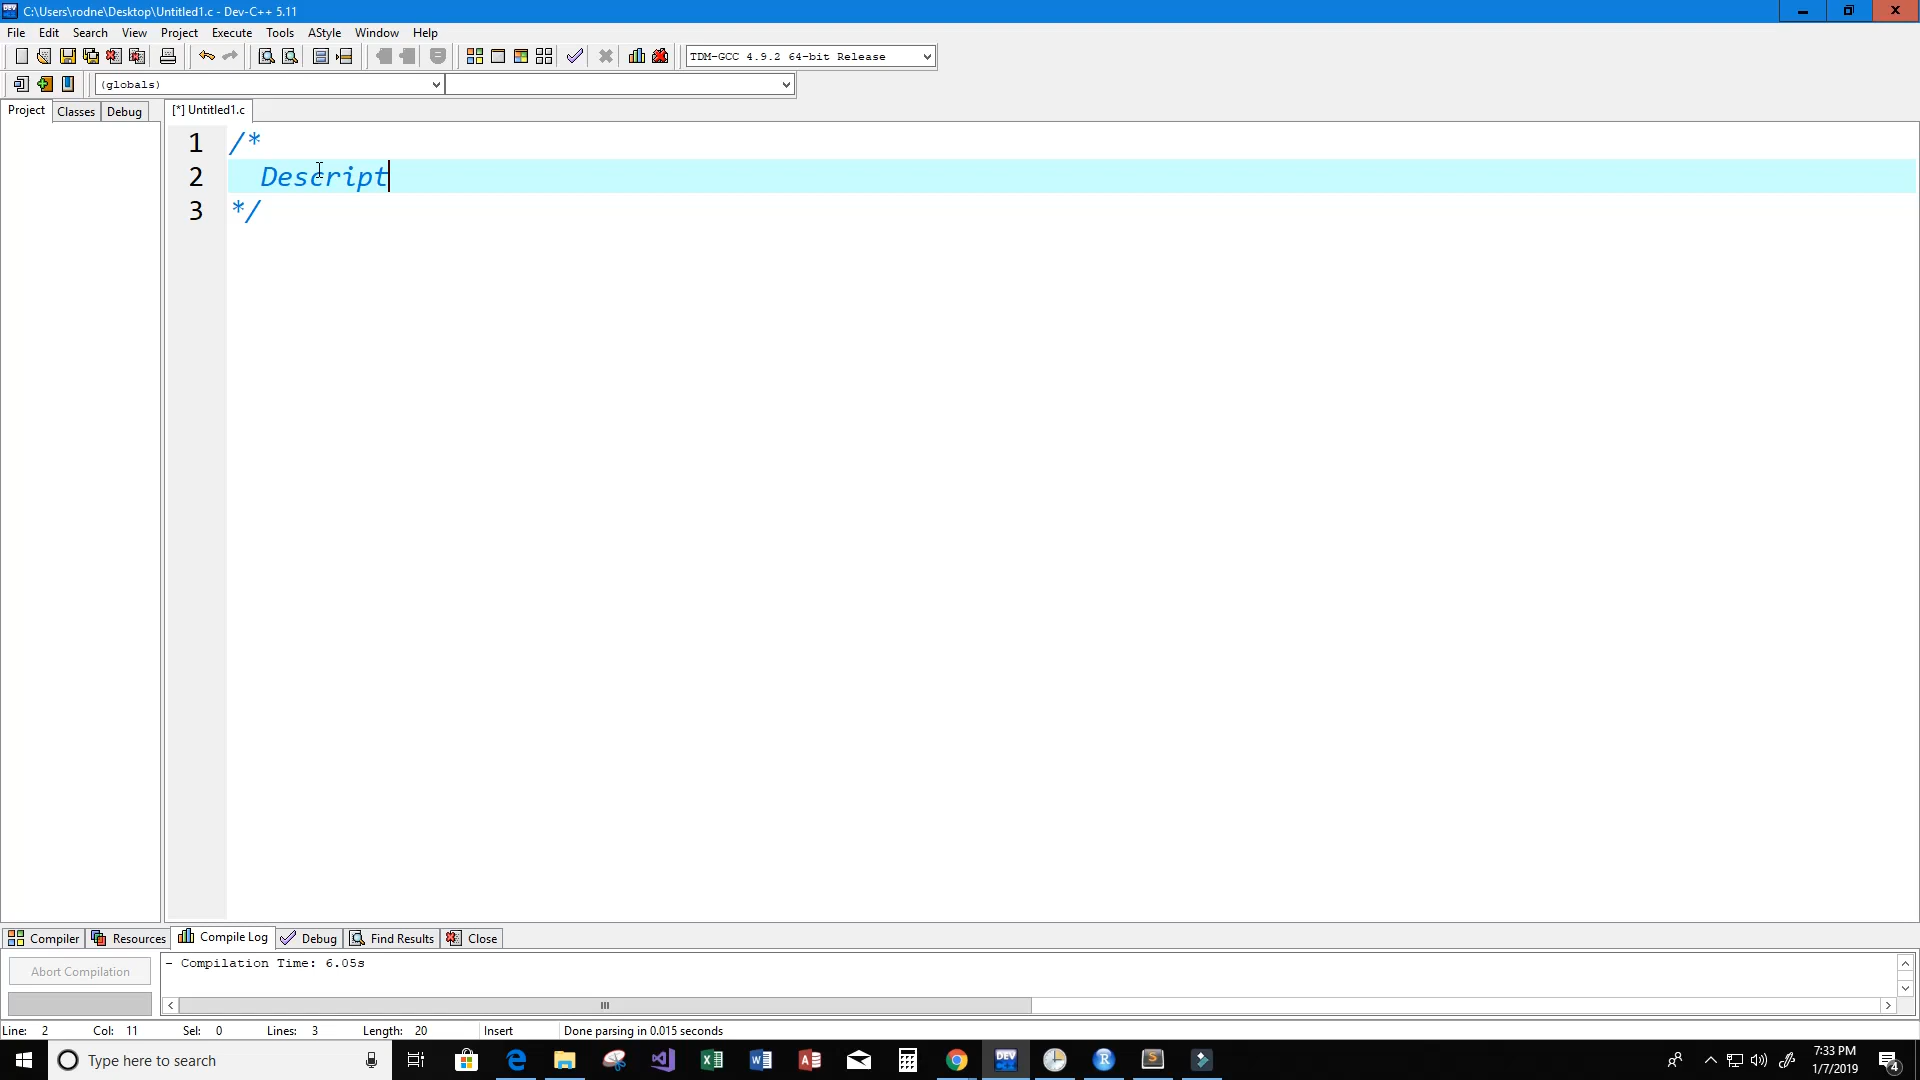 C:\Users\rodne\Desktop\Untitled1.c - Dev-C++ 5.11
File Edit Search View Project Execute Tools AStyle Window Help
TDM-GCC 4.9.2 64-bit Release
(globals)
Project Classes Debug [*] Untitled1.c
1 /*
2 Descript
3 */
Compiler Resources Compile Log Debug Find Results Close
Abort Compilation - Compilation Time: 6.05s
Line: 2 Col: 11 Sel: 0 Lines: 3 Length: 20 Insert Done parsing in 0.015 seconds
Type here to search
7:33 PM
1/7/2019
4